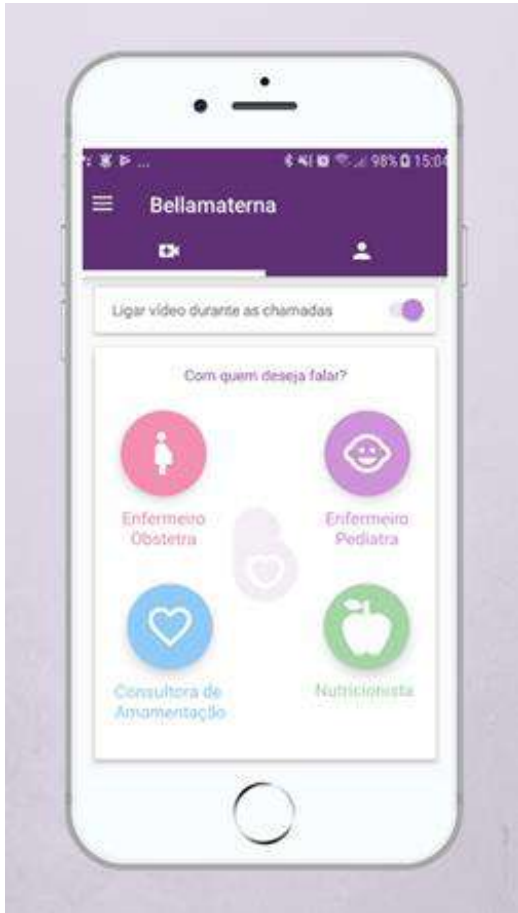 ... 98% 15:04
Bellamaterna
Ligar vídeo durante as chamadas
Com quem deseja falar?
Enfermeiro
Obstetra
Enfermeiro
Pediatra
Consultora de
Amamentação
Nutricionista